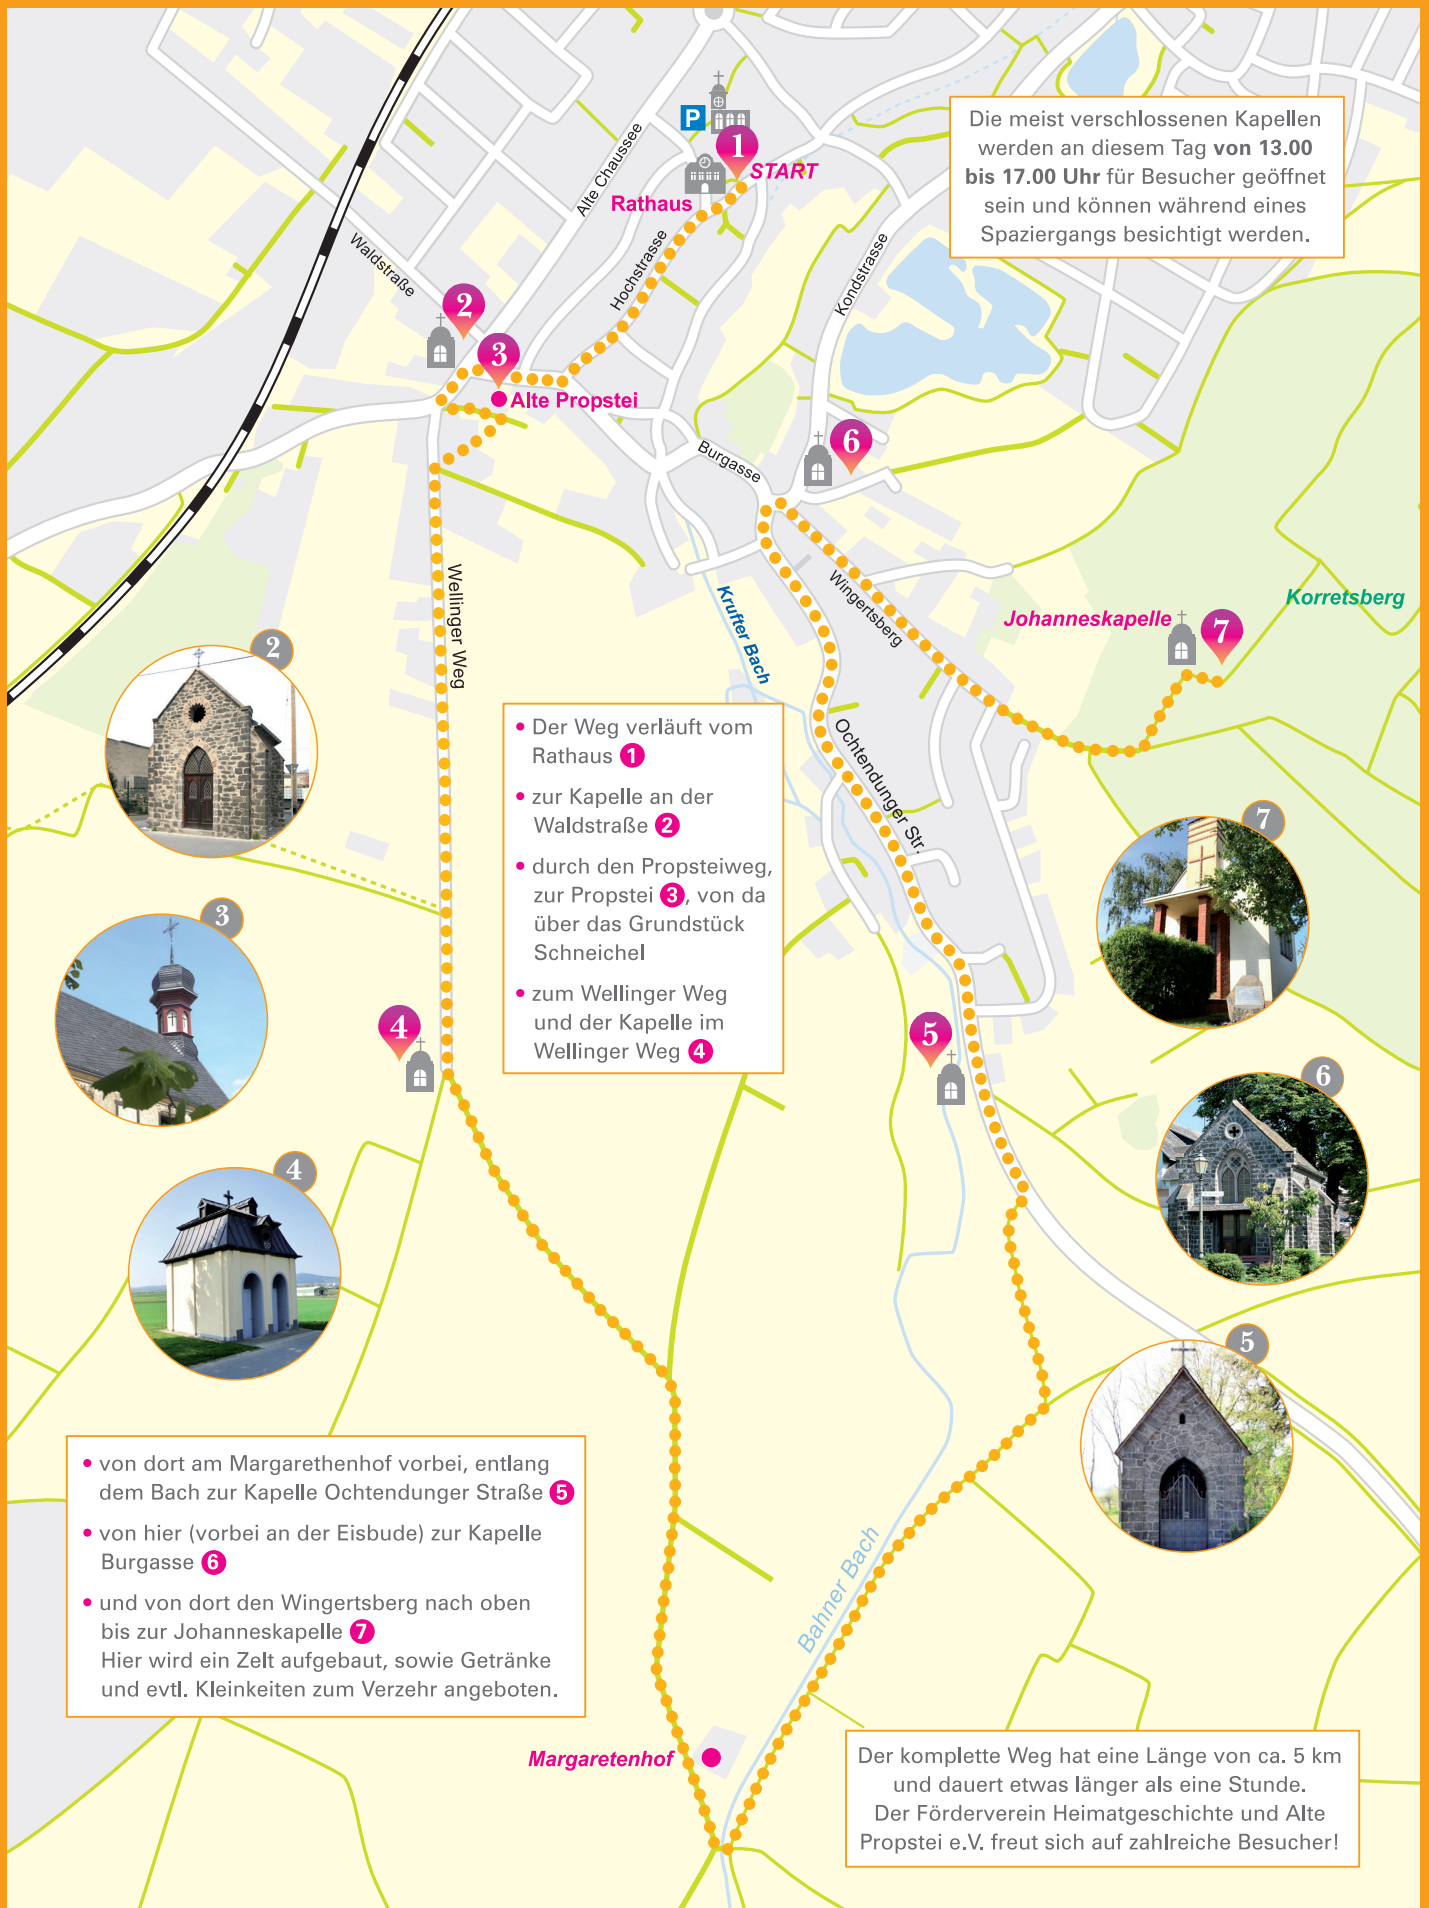 P
1
START
Rathaus
Die meist verschlossenen Kapellen
werden an diesem Tag von 13.00
bis 17.00 Uhr für Besucher geöffnet
sein und können während eines
Spaziergangs besichtigt werden.
Alte Chaussee
Waldstraße
Hochstrasse
Kondstrasse
2
3
Alte Propstei
6
Burgasse
Wellinger Weg
Krufter Bach
Wingertsberg
Johanneskapelle
7
Korretsberg
2
• Der Weg verläuft vom
Rathaus 1
• zur Kapelle an der
Waldstraße 2
• durch den Propsteiweg,
zur Propstei 3, von da
über das Grundstück
Schneichel
• zum Wellinger Weg
und der Kapelle im
Wellinger Weg 4
Ochtendunger Str.
7
3
4
5
6
4
5
• von dort am Margarethenhof vorbei, entlang
dem Bach zur Kapelle Ochtendunger Straße 5
• von hier (vorbei an der Eisbude) zur Kapelle
Burgasse 6
• und von dort den Wingertsberg nach oben
bis zur Johanneskapelle 7
Hier wird ein Zelt aufgebaut, sowie Getränke
und evtl. Kleinkeiten zum Verzehr angeboten.
Bahner Bach
Margaretenhof
Der komplette Weg hat eine Länge von ca. 5 km
und dauert etwas länger als eine Stunde.
Der Förderverein Heimatgeschichte und Alte
Propstei e.V. freut sich auf zahlreiche Besucher!